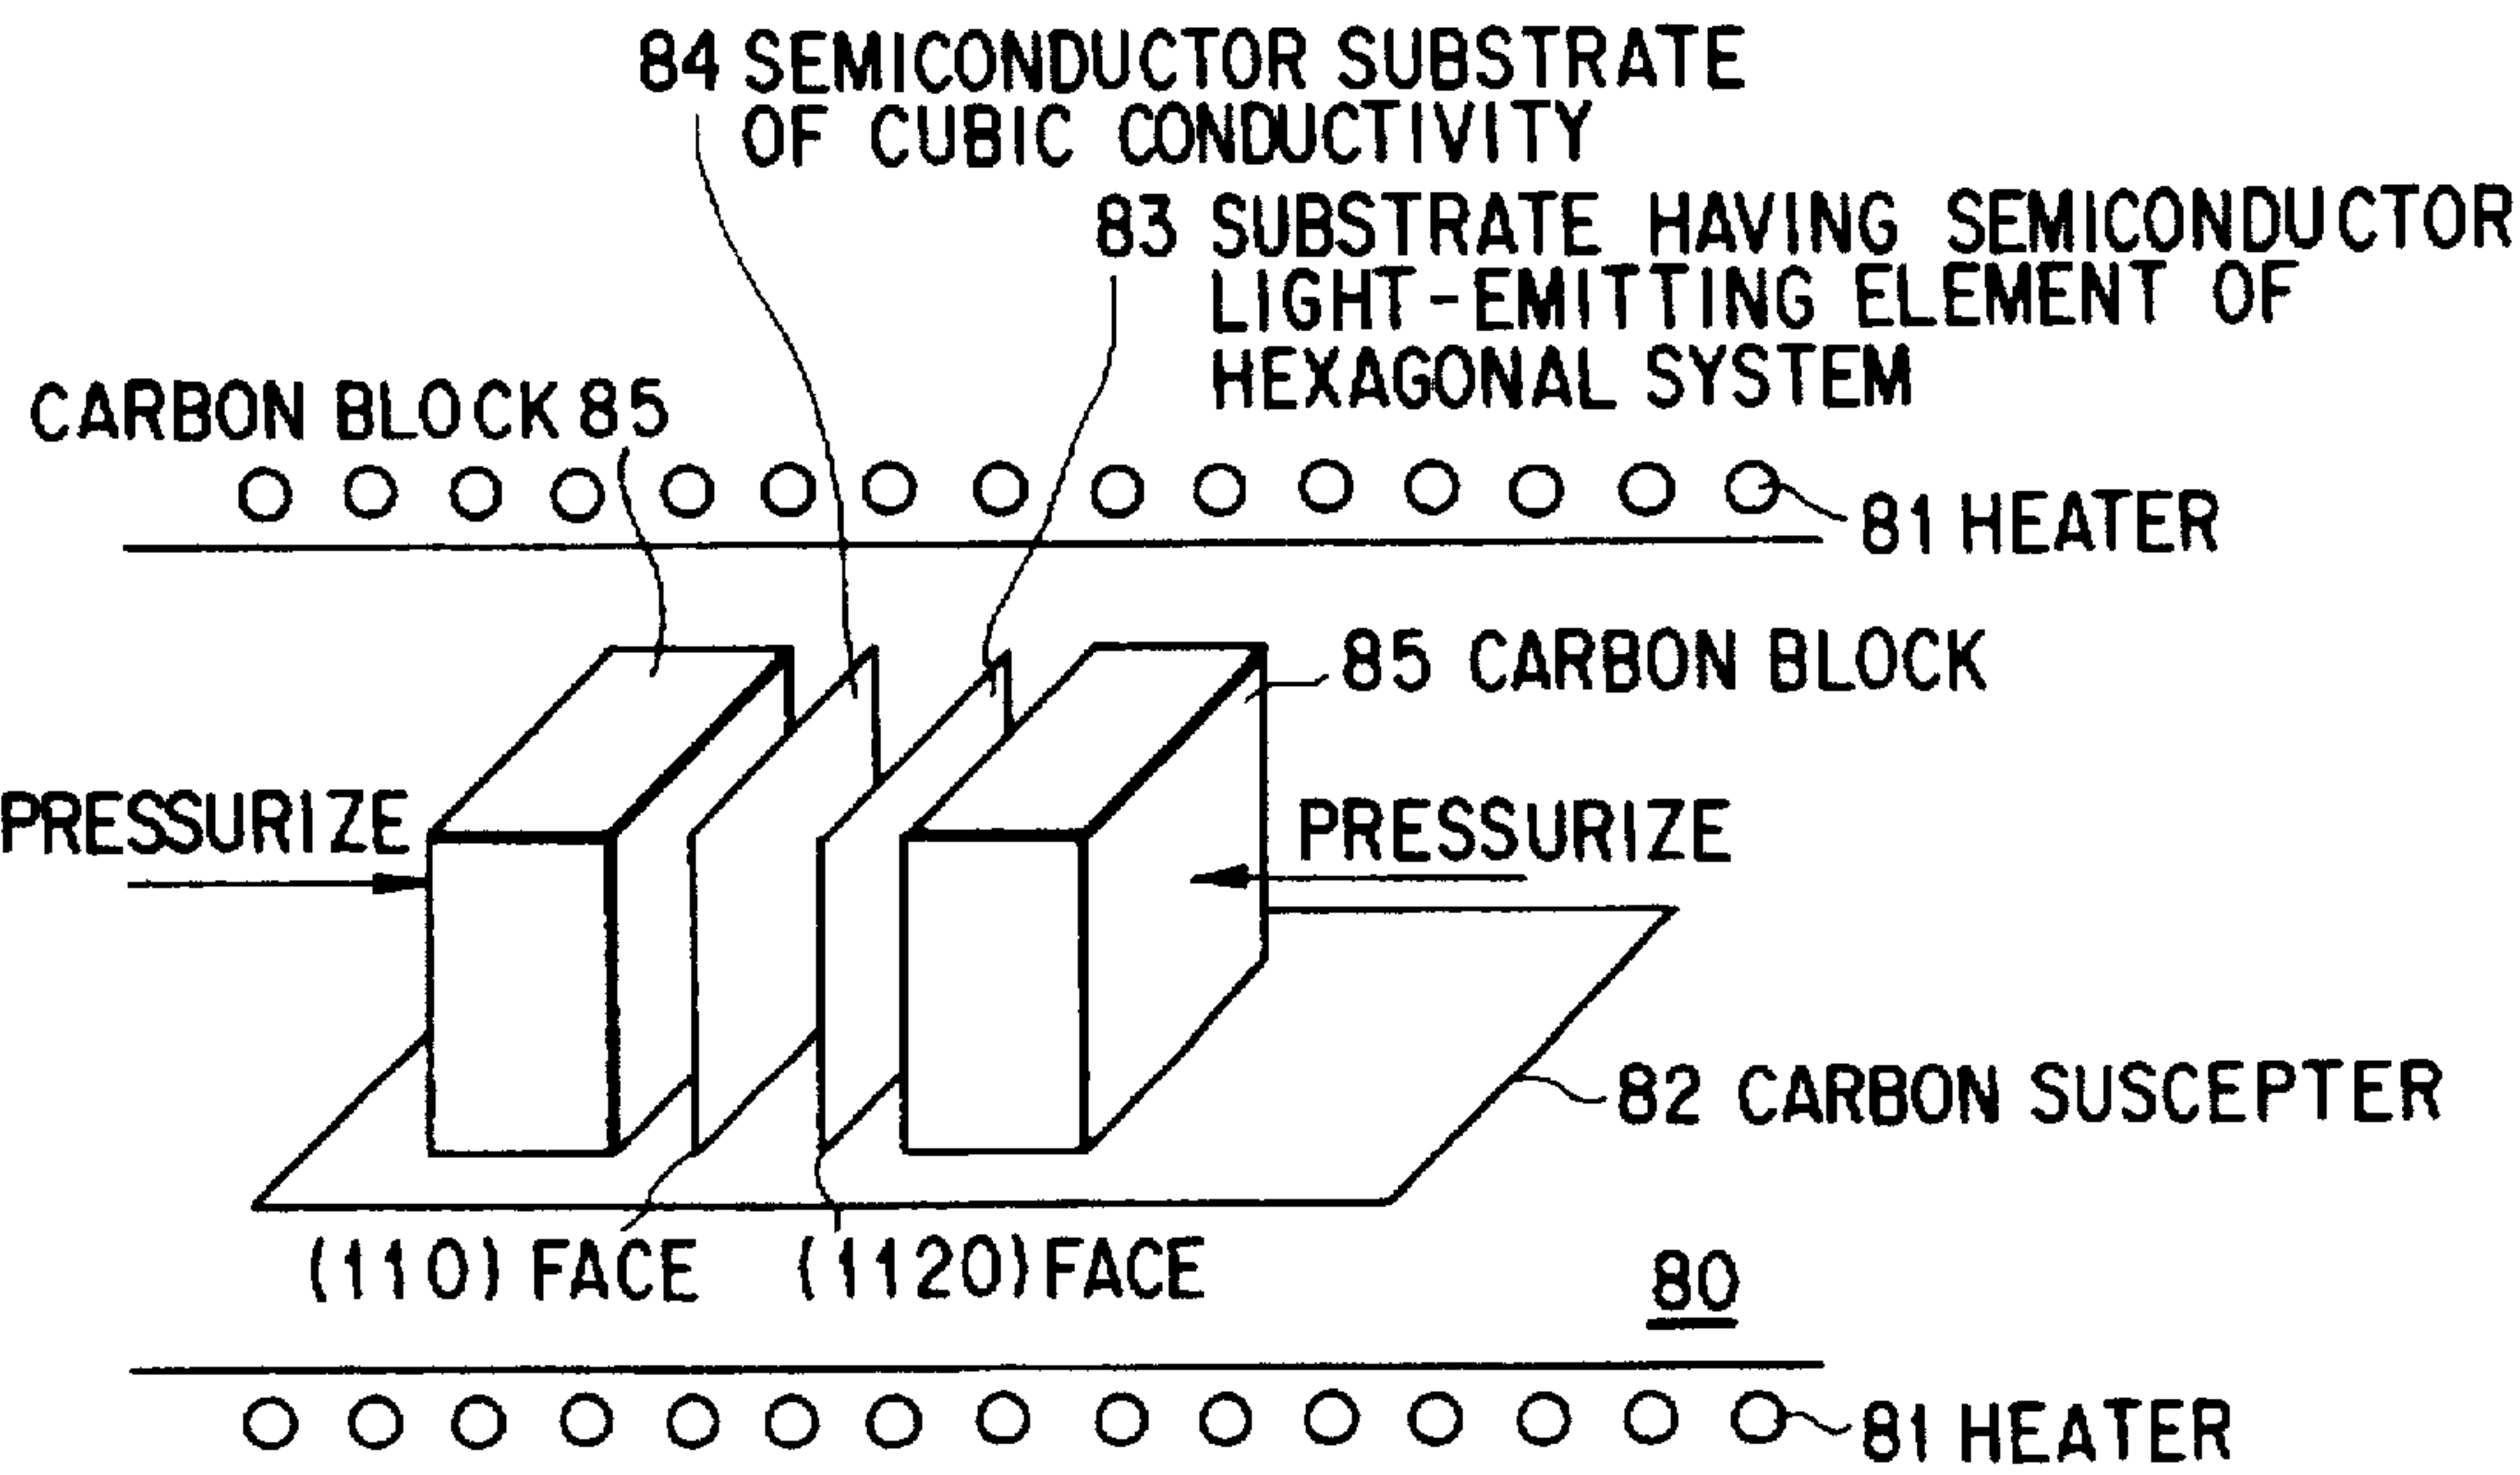 84 SEMICONDUCTOR SUBSTRATE
OF CUBIC CONDUCTIVITY
83 SUBSTRATE HAVING SEMICONDUCTOR
LIGHT-EMITTING ELEMENT OF
HEXAGONAL SYSTEM
CARBON BLOCK 85
81 HEATER
85 CARBON BLOCK
PRESSURIZE
PRESSURIZE
82 CARBON SUSCEPTER
(110) FACE
(1120) FACE
80
81 HEATER